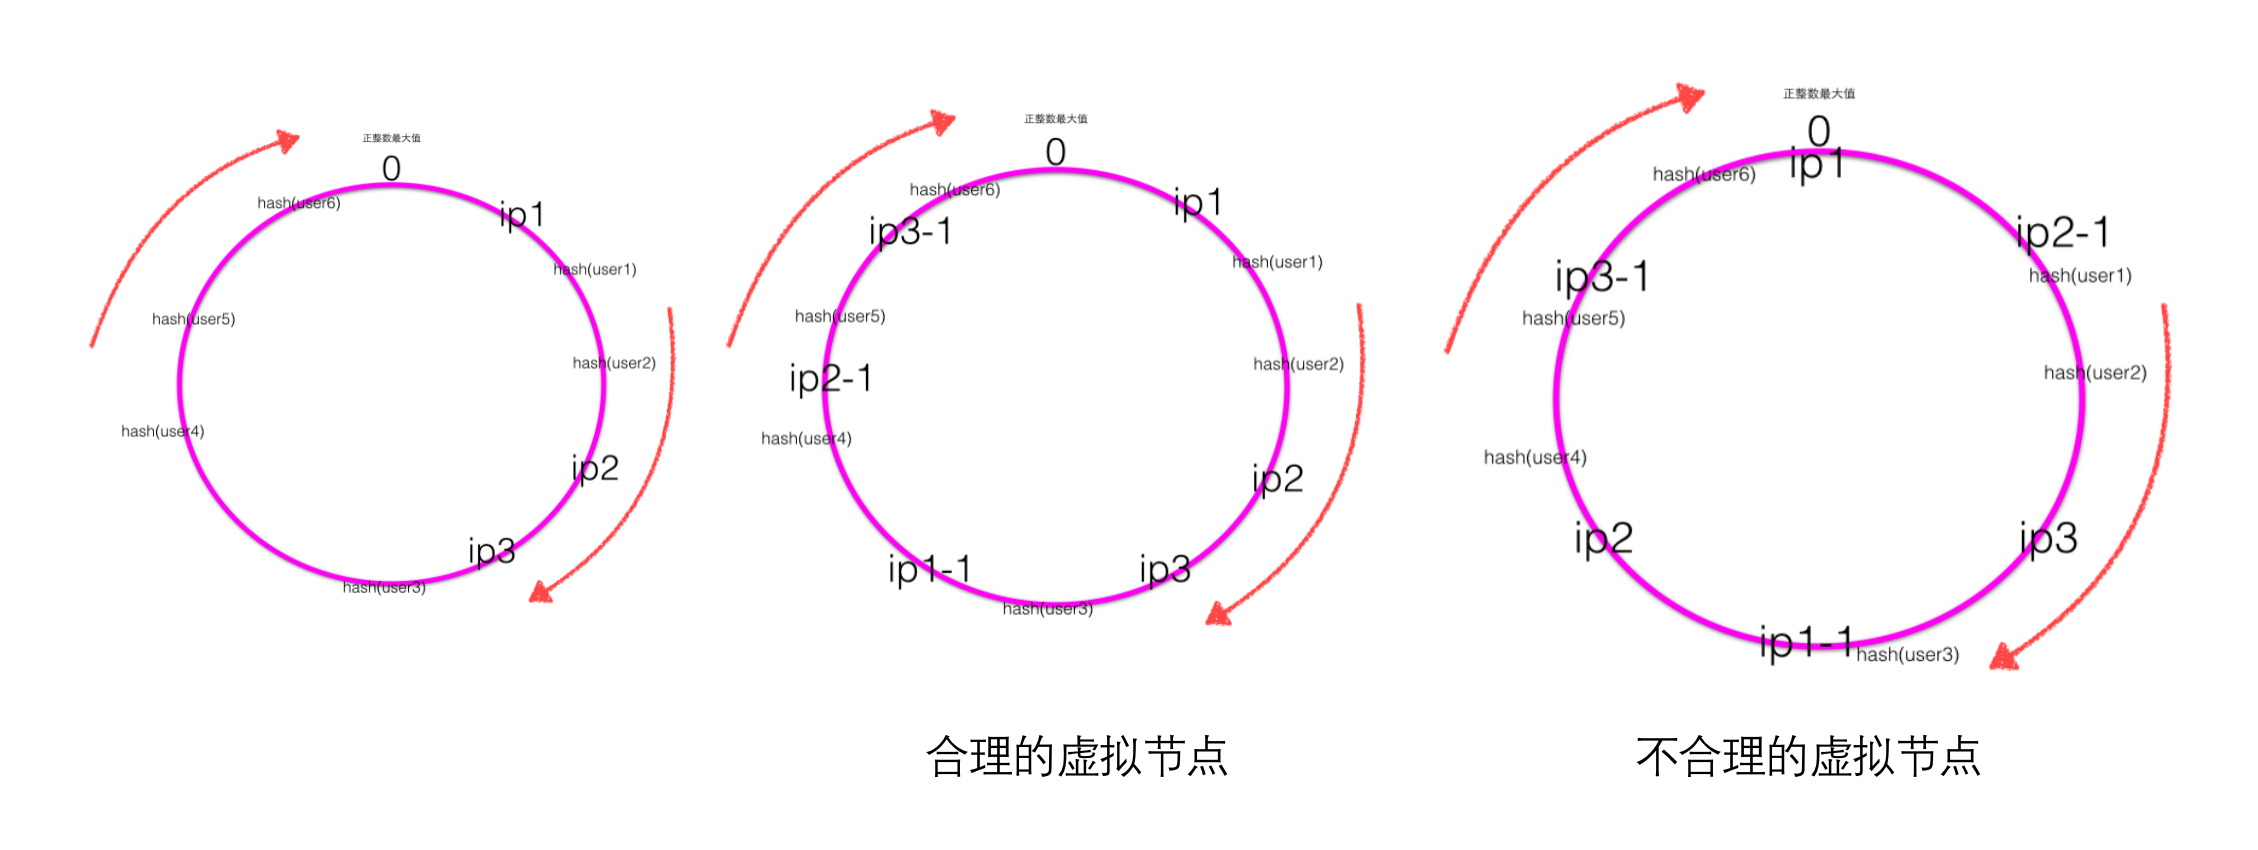 正整数最大值
0
hash(user6)
ip1
hash(user1)
hash(user5)
hash(user2)
hash(user4)
ip2
ip3
hash(user3)
正整数最大值
0
hash(user6)
ip1
ip3-1
hash(user1)
hash(user5)
hash(user2)
ip2-1
hash(user4)
ip2
ip1-1
ip3
hash(user3)
合理的虚拟节点
正整数最大值
0
ip1
hash(user6)
ip2-1
ip3-1
hash(user1)
hash(user5)
hash(user2)
hash(user4)
ip2
ip3
ip1-1
hash(user3)
不合理的虚拟节点